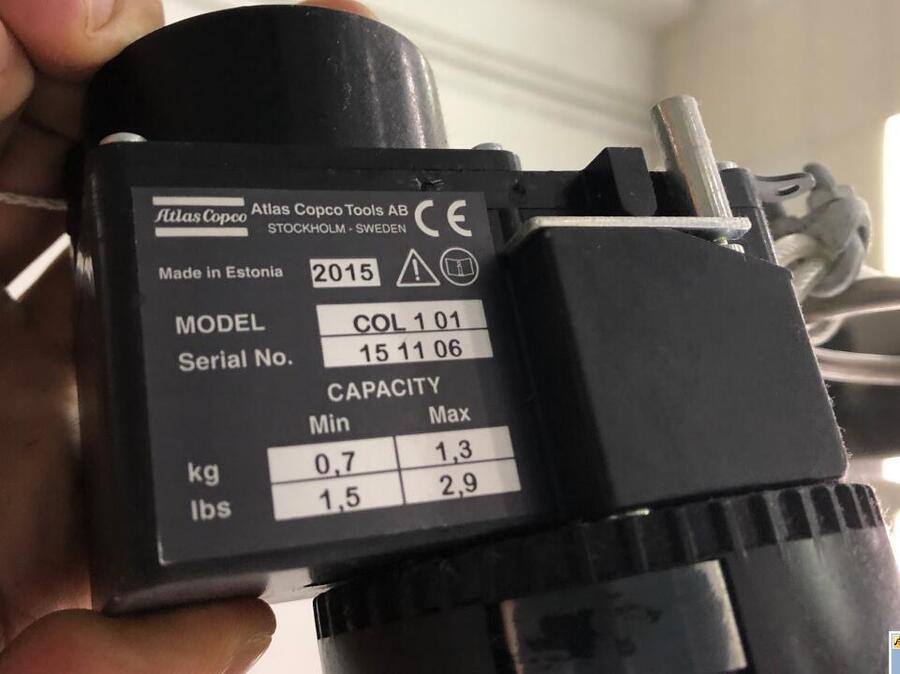 Atlas Copco
Atlas Copco Tools AB
STOCKHOLM - SWEDEN
CE
Made in Estonia 2015
MODEL COL 1 01
Serial No. 15 11 06
CAPACITY
Min Max
kg 0,7 1,3
lbs 1,5 2,9